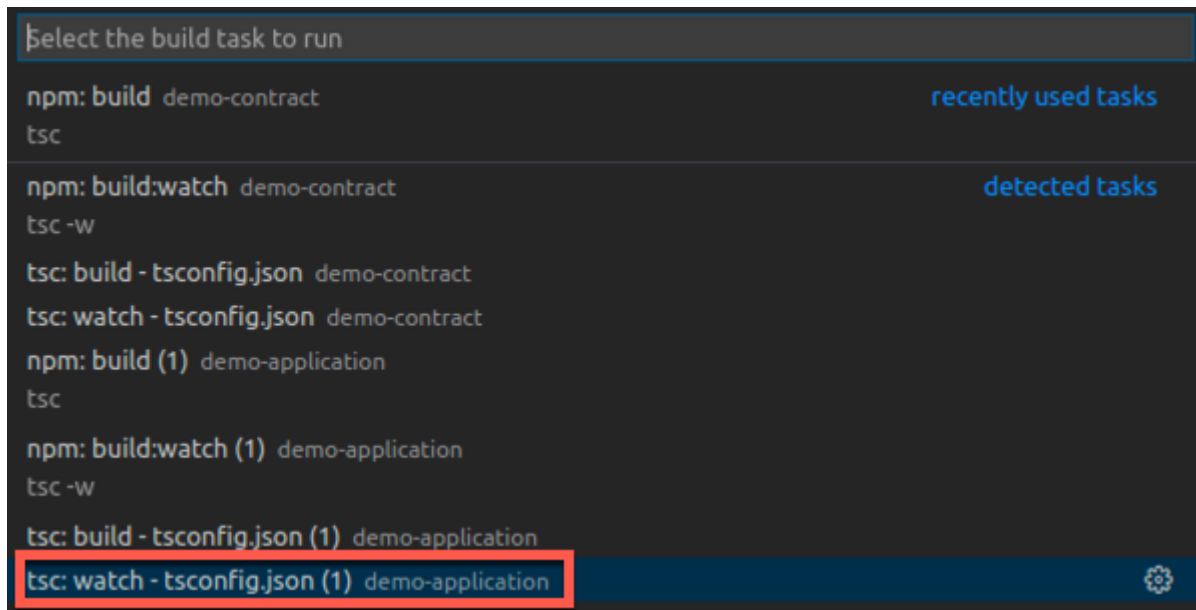 Select the build task to run
npm: build demo-contract recently used tasks
tsc
npm: build:watch demo-contract detected tasks
tsc -w
tsc: build - tsconfig.json demo-contract
tsc: watch - tsconfig.json demo-contract
npm: build (1) demo-application
tsc
npm: build:watch (1) demo-application
tsc -w
tsc: build - tsconfig.json (1) demo-application
tsc: watch - tsconfig.json (1) demo-application